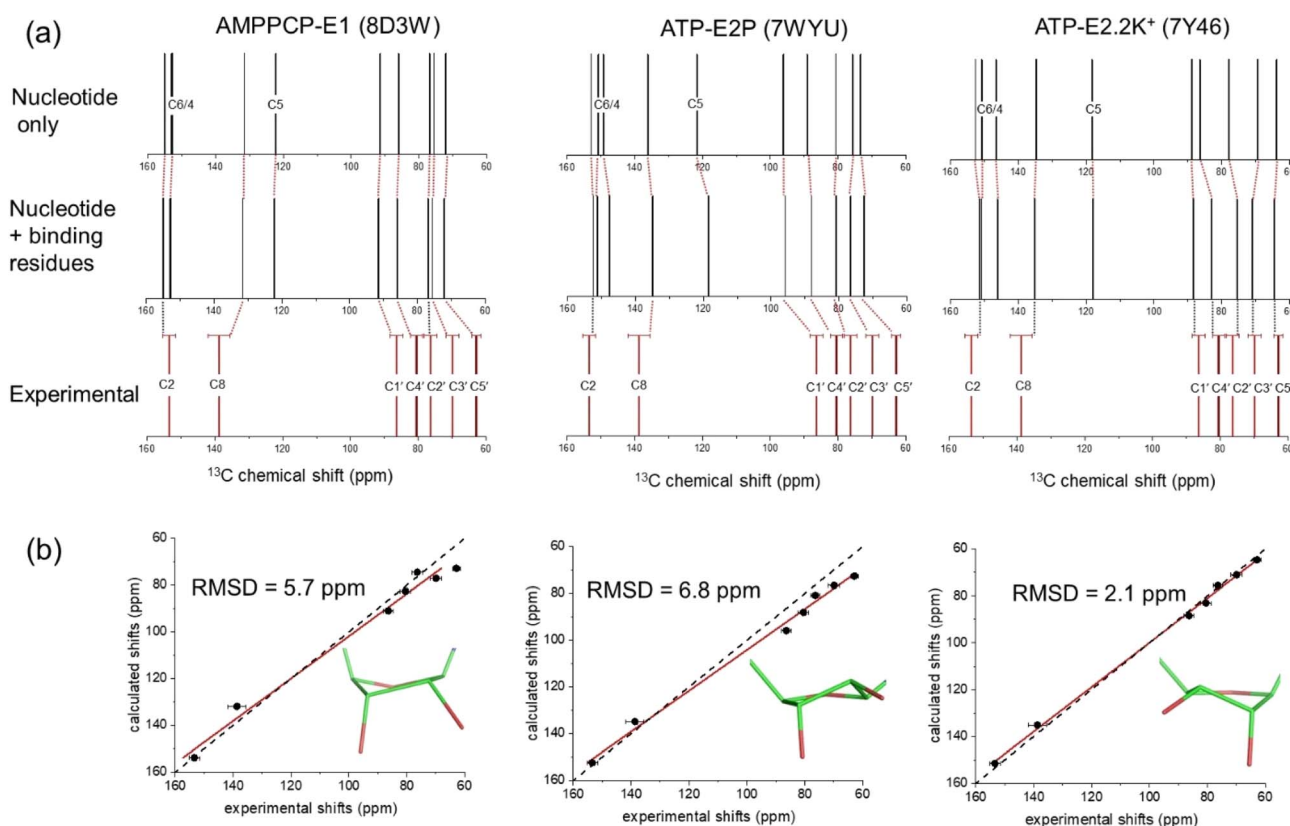 (a)
AMPPCP-E1 (8D3W)
ATP-E2P (7WYU)
ATP-E2.2K⁺ (7Y46)
Nucleotide
only
C6/4
C5
C6/4
C5
C6/4
C5
160 140 120 100 80 60
160 140 120 100 80 60
160 140 120 100 80 60
Nucleotide
+ binding
residues
160 140 120 100 80 60
160 140 120 100 80 60
160 140 120 100 80 60
Experimental
C2 C8 C1′ C4′ C2′ C3′ C5′
C2 C8 C1′ C4′ C2′ C3′ C5′
C2 C8 C1′ C4′ C2′ C3′ C5′
160 140 120 100 80 60
160 140 120 100 80 60
160 140 120 100 80 60
¹³C chemical shift (ppm)
¹³C chemical shift (ppm)
¹³C chemical shift (ppm)
(b)
calculated shifts (ppm)
60
80
100
120
140
160
RMSD = 5.7 ppm
160 140 120 100 80 60
experimental shifts (ppm)
calculated shifts (ppm)
60
80
100
120
140
160
RMSD = 6.8 ppm
160 140 120 100 80 60
experimental shifts (ppm)
calculated shifts (ppm)
60
80
100
120
140
160
RMSD = 2.1 ppm
160 140 120 100 80 60
experimental shifts (ppm)